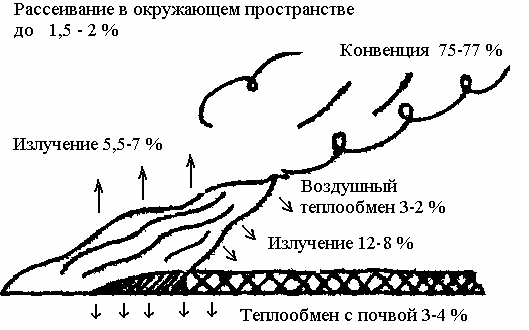 Рассеивание в окружающем пространстве
до 1,5 - 2 %
Конвенция 75-77 %
Излучение 5,5-7 %
Воздушный
теплообмен 3-2 %
Излучение 12-8 %
Теплообмен с почвой 3-4 %